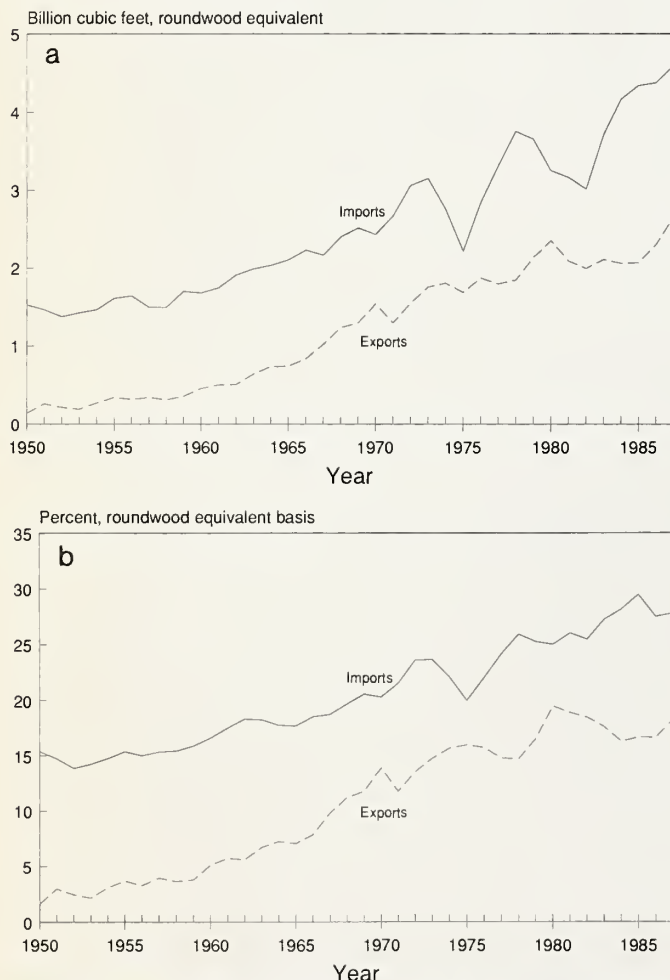 Billion cubic feet, roundwood equivalent
a
5
4
3
2
1
0
Imports
Exports
1950 1955 1960 1965 1970 1975 1980 1985
Year
Percent, roundwood equivalent basis
b
35
30
25
20
15
10
5
0
Imports
Exports
1950 1955 1960 1965 1970 1975 1980 1985
Year